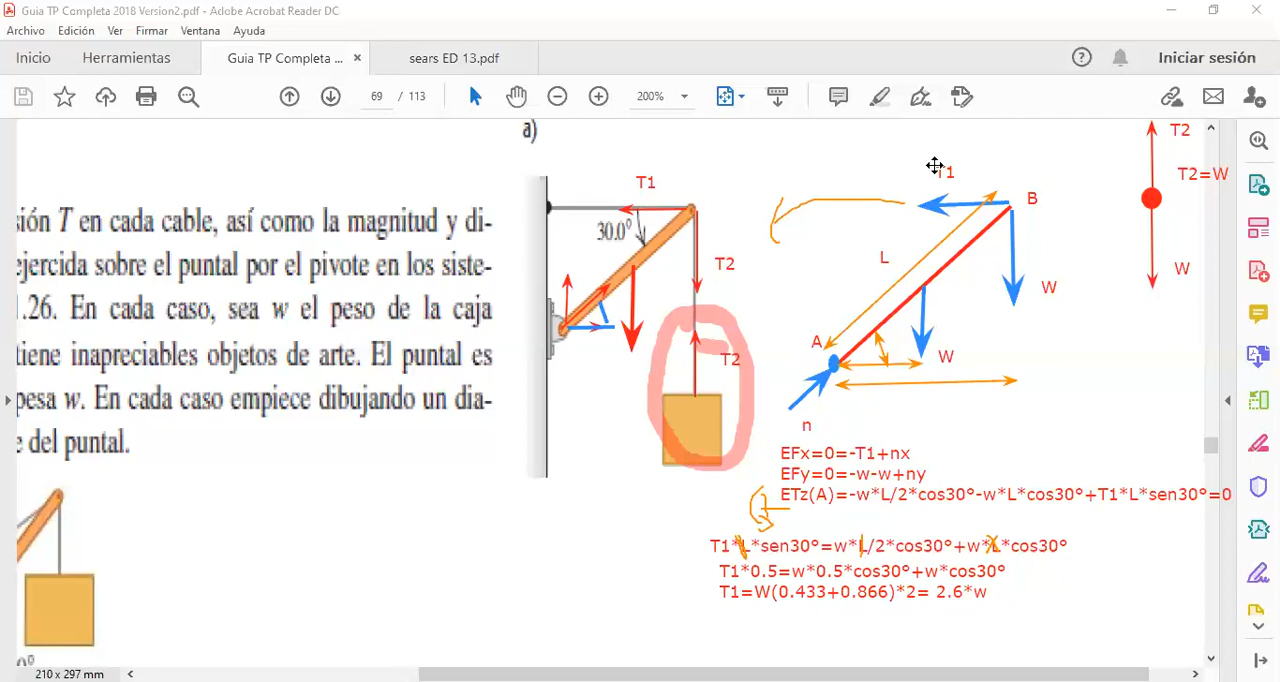 Guia TP Completa 2018 Version2.pdf - Adobe Acrobat Reader DC
Archivo Edición Ver Firmar Ventana Ayuda
Inicio Herramientas Guia TP Completa ... × sears ED 13.pdf Iniciar sesión
69 / 113 200%
a)
sión T en cada cable, así como la magnitud y di-
ejercida sobre el puntal por el pivote en los siste-
1.26. En cada caso, sea w el peso de la caja
tiene inapreciables objetos de arte. El puntal es
pesa w. En cada caso empiece dibujando un dia-
e del puntal.
T1
30.0°
T2
T2
T1
B
L
W
A
W
n
T2
T2=W
W
EFx=0=-T1+nx
EFy=0=-w-w+ny
ETz(A)=-w*L/2*cos30°-w*L*cos30°+T1*L*sen30°=0
T1*L*sen30°=w*L/2*cos30°+w*L*cos30°
T1*0.5=w*0.5*cos30°+w*cos30°
T1=W(0.433+0.866)*2= 2.6*w
210 x 297 mm